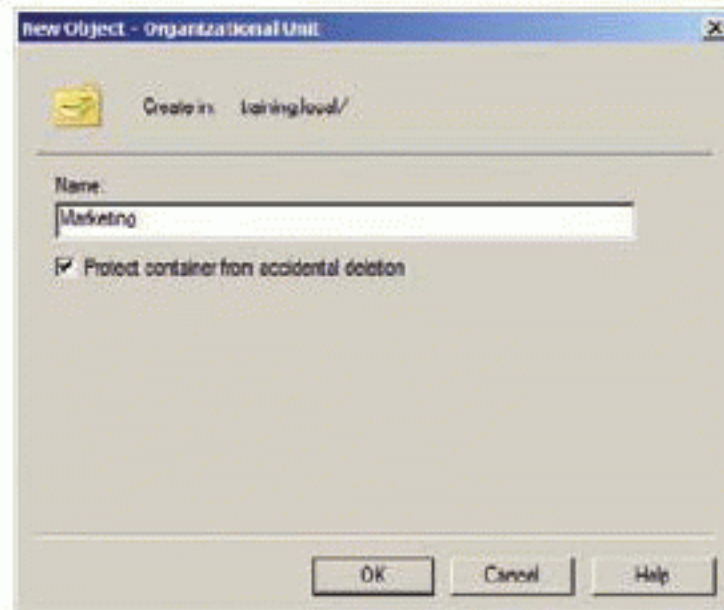 New Object - Organizational Unit
Create in: training.local/
Name:
Marketing
Protect container from accidental deletion
OK Cancel Help